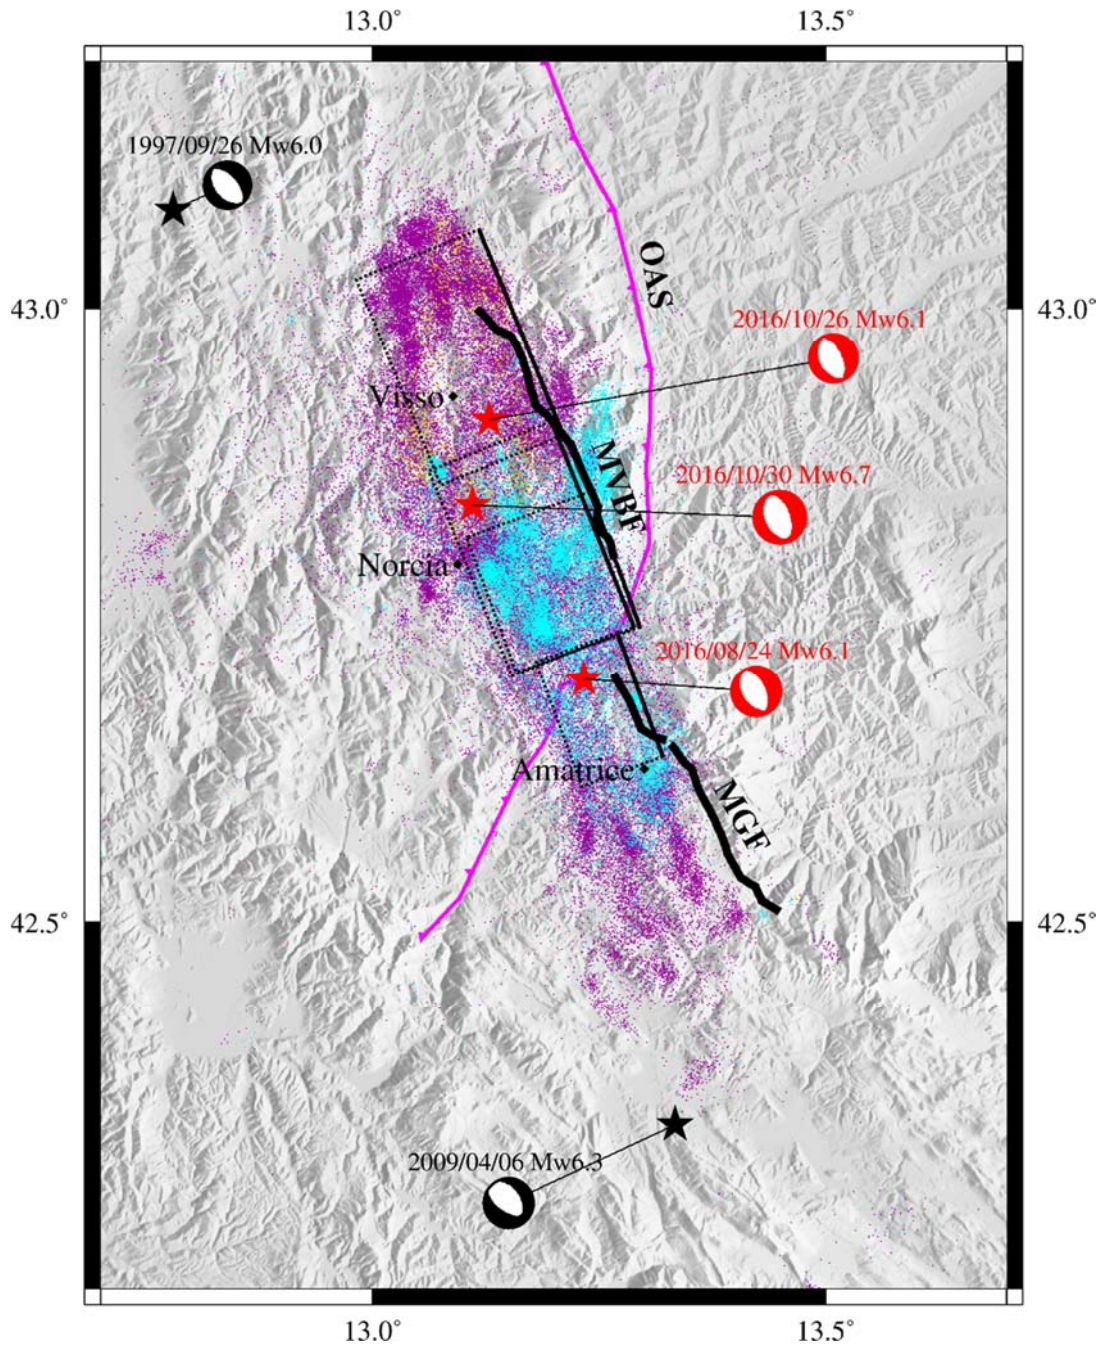 13.0° 13.5°
1997/09/26 Mw6.0
OAS
43.0° 43.0°
2016/10/26 Mw6.1
Visso
MVBF
2016/10/30 Mw6.7
Norcia
2016/08/24 Mw6.1
Amatrice
MGF
42.5° 42.5°
2009/04/06 Mw6.3
13.0° 13.5°